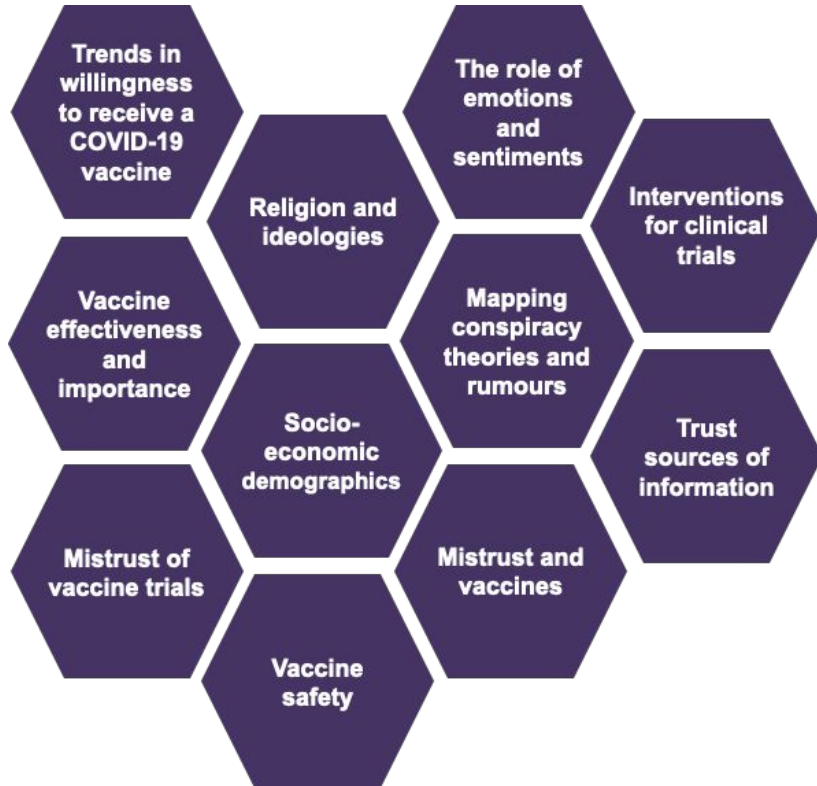 Trends in
willingness
to receive a
COVID-19
vaccine
The role of
emotions
and
sentiments
Religion and
ideologies
Interventions
for clinical
trials
Vaccine
effectiveness
and
importance
Mapping
conspiracy
theories and
rumours
Socio-
economic
demographics
Trust
sources of
information
Mistrust of
vaccine trials
Mistrust and
vaccines
Vaccine
safety